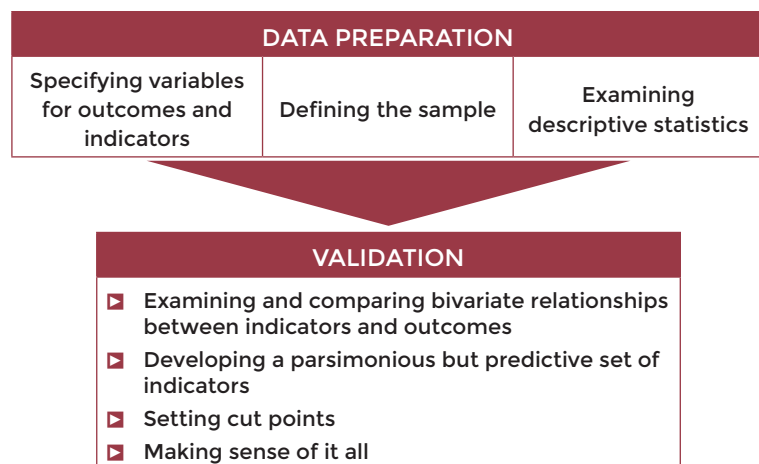 DATA PREPARATION
Specifying variables
for outcomes and
indicators
Defining the sample
Examining
descriptive statistics
VALIDATION
Examining and comparing bivariate relationships
between indicators and outcomes
Developing a parsimonious but predictive set of
indicators
Setting cut points
Making sense of it all